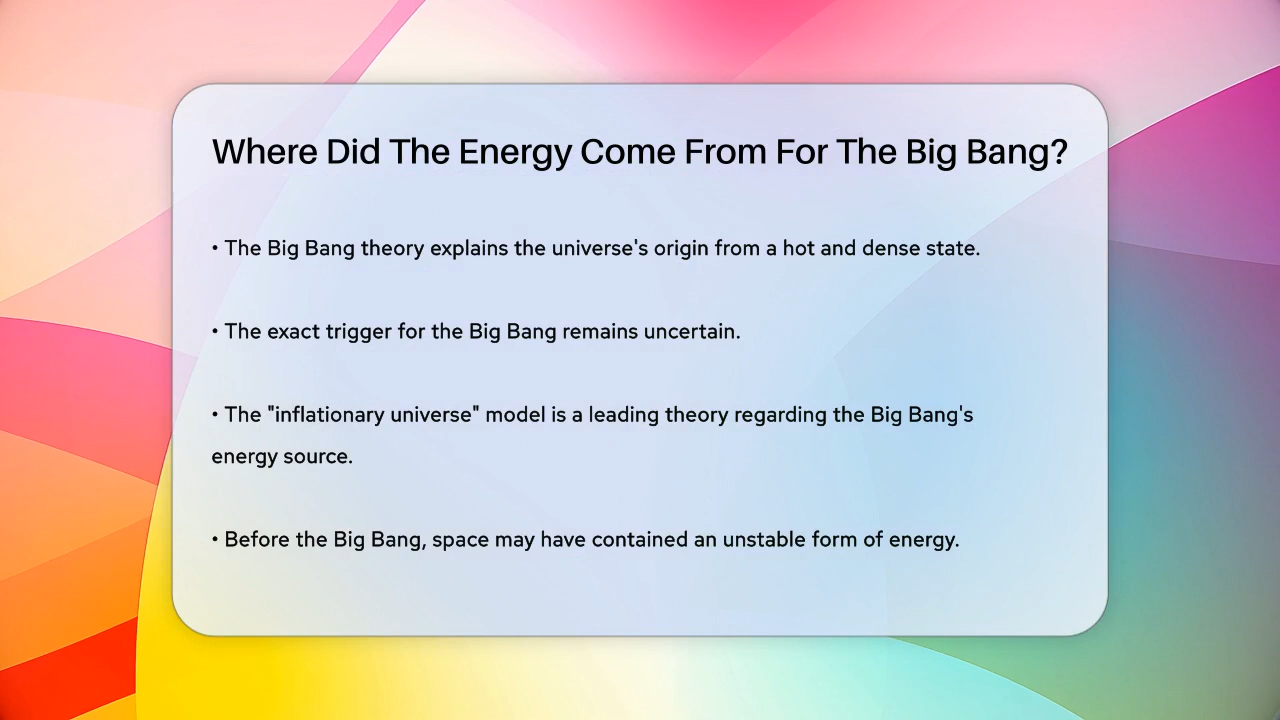 Where Did The Energy Come From For The Big Bang?
• The Big Bang theory explains the universe's origin from a hot and dense state.
• The exact trigger for the Big Bang remains uncertain.
• The "inflationary universe" model is a leading theory regarding the Big Bang's
energy source.
• Before the Big Bang, space may have contained an unstable form of energy.